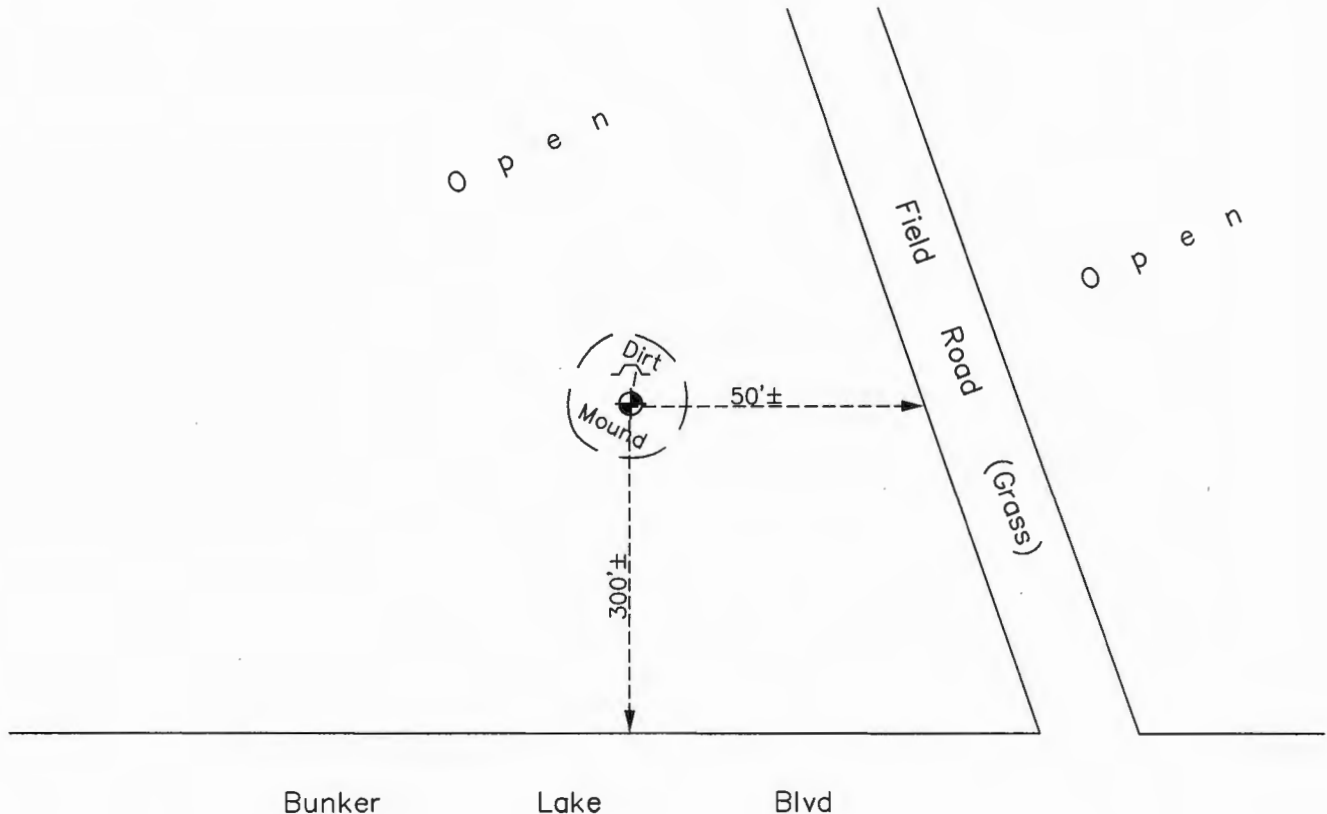 Open
Field Road (Grass)
Open
Dirt
Mound
50'±
300'±
Bunker Lake Blvd